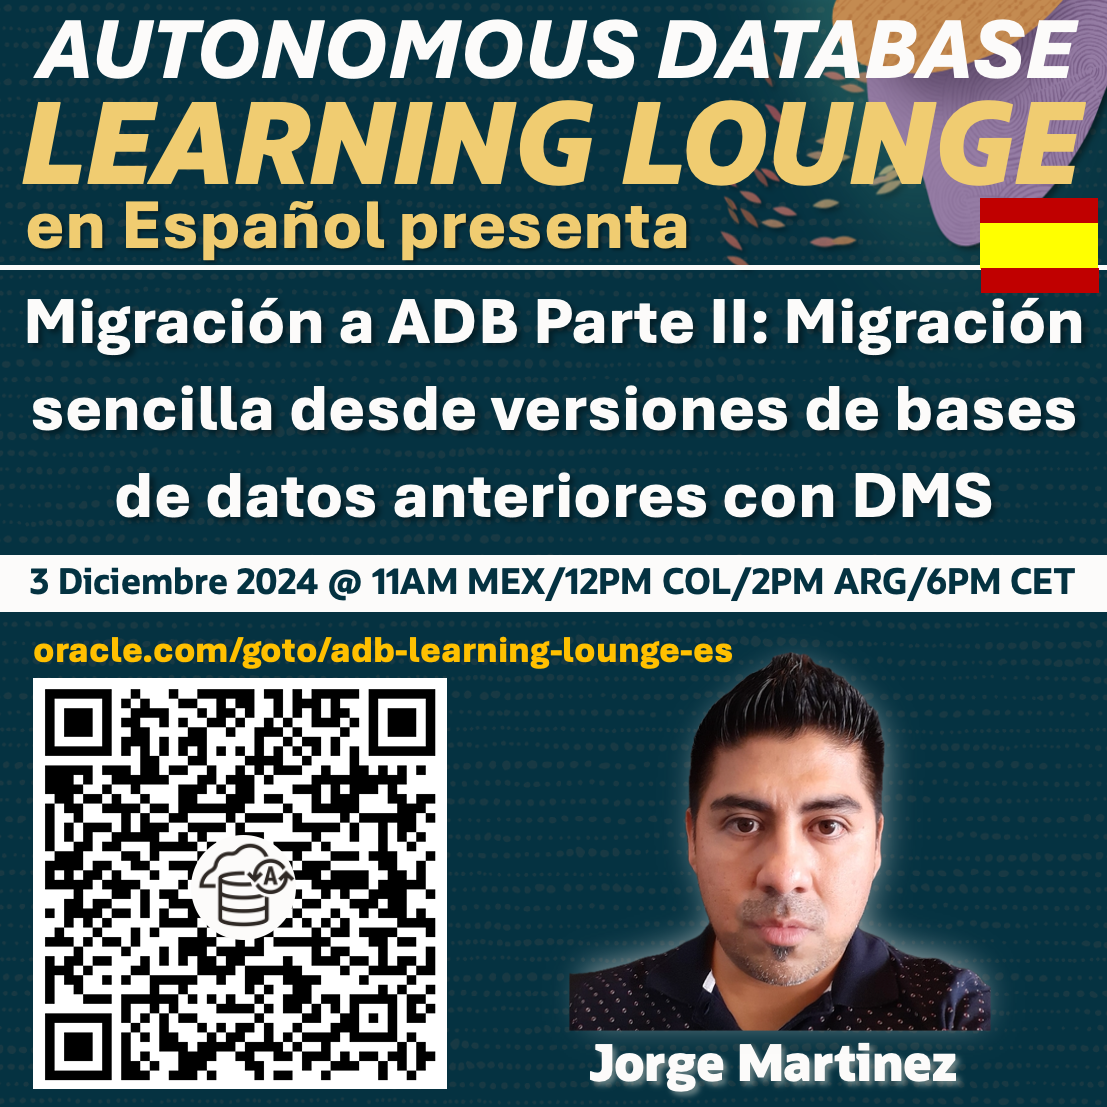 AUTONOMOUS DATABASE
LEARNING LOUNGE
en Español presenta
Migración a ADB Parte II: Migración
sencilla desde versiones de bases
de datos anteriores con DMS
3 Diciembre 2024 @ 11AM MEX/12PM COL/2PM ARG/6PM CET
oracle.com/goto/adb-learning-lounge-es
A
Jorge Martinez